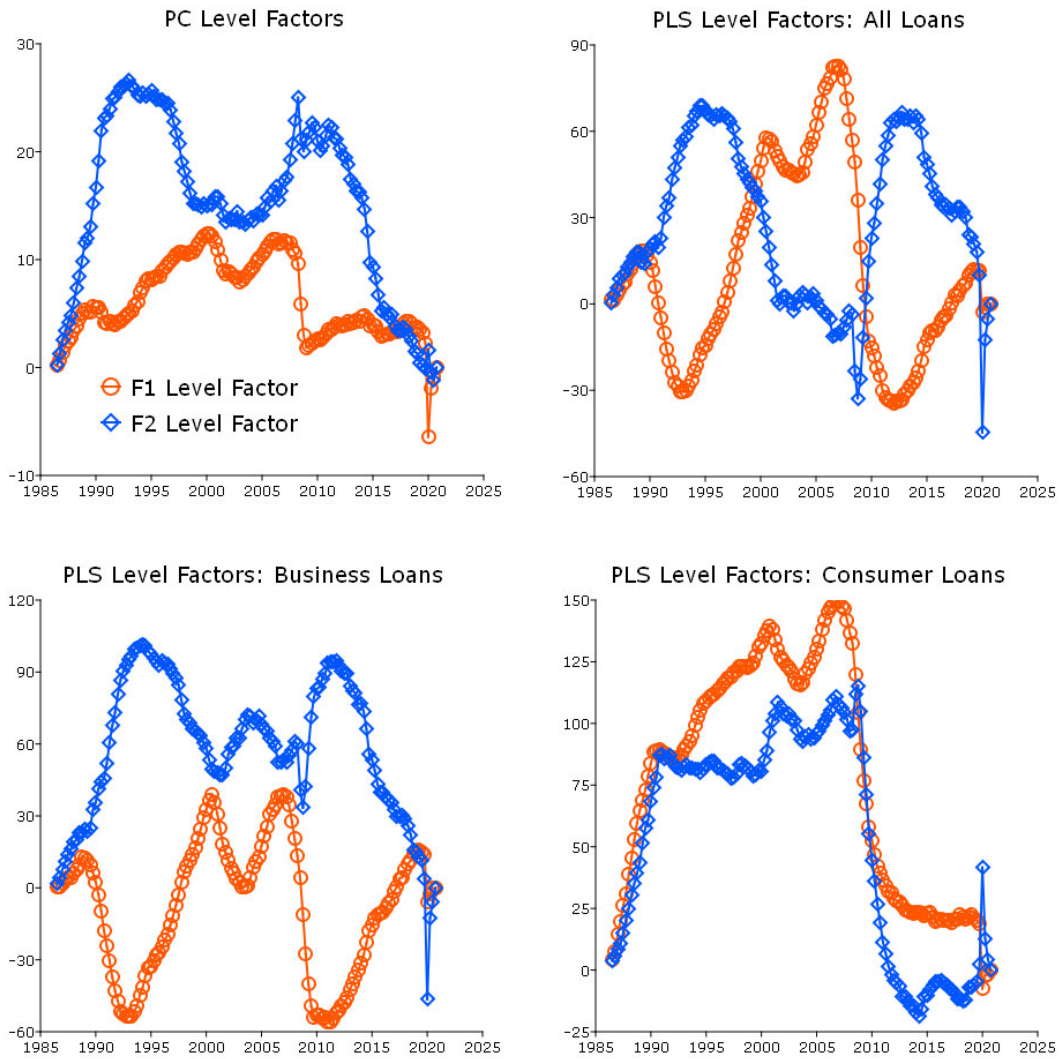 PC Level Factors
30
20
10
0
-10
1985 1990 1995 2000 2005 2010 2015 2020 2025
F1 Level Factor
F2 Level Factor
PLS Level Factors: All Loans
90
60
30
0
-30
-60
1985 1990 1995 2000 2005 2010 2015 2020 2025
PLS Level Factors: Business Loans
120
90
60
30
0
-30
-60
1985 1990 1995 2000 2005 2010 2015 2020 2025
PLS Level Factors: Consumer Loans
150
125
100
75
50
25
0
-25
1985 1990 1995 2000 2005 2010 2015 2020 2025